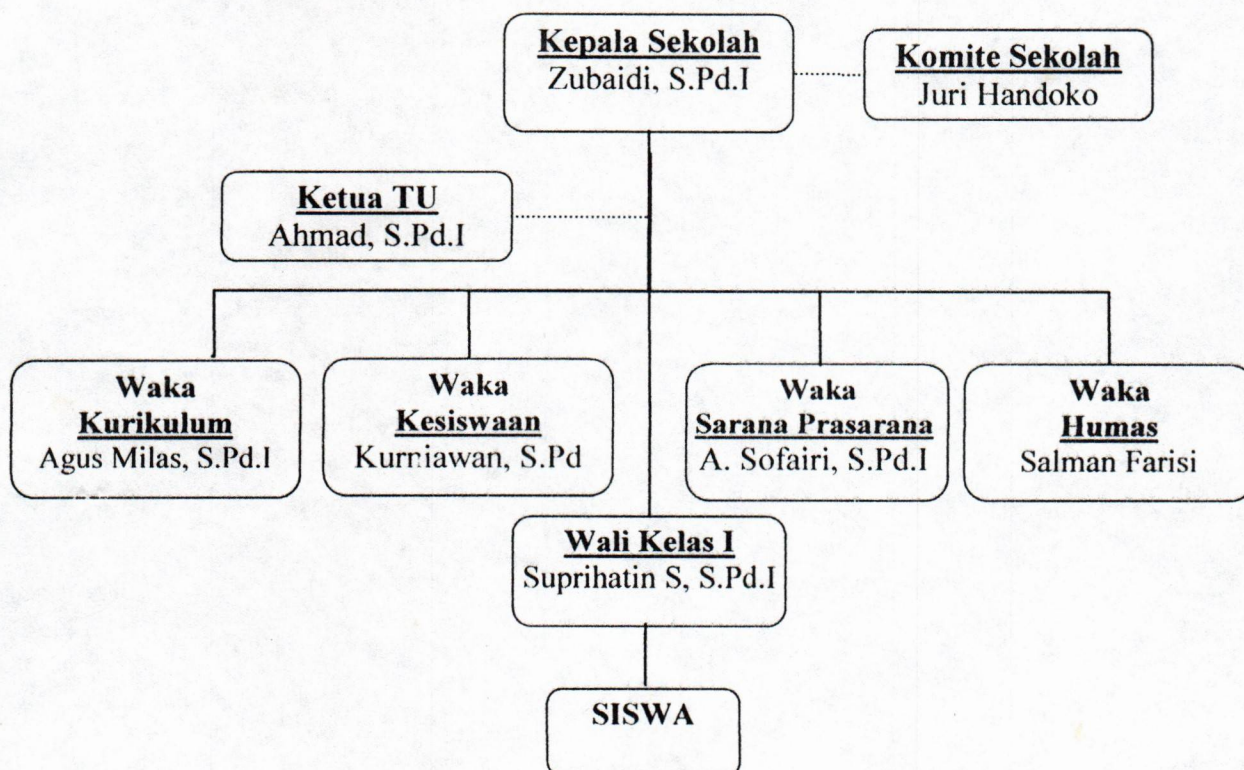 Kepala Sekolah
Zubaidi, S.Pd.I
Komite Sekolah
Juri Handoko
Ketua TU
Ahmad, S.Pd.I
Waka
Kurikulum
Agus Milas, S.Pd.I
Waka
Kesiswaan
Kurniawan, S.Pd
Waka
Sarana Prasarana
A. Sofairi, S.Pd.I
Waka
Humas
Salman Farisi
Wali Kelas I
Suprihatin S, S.Pd.I
SISWA